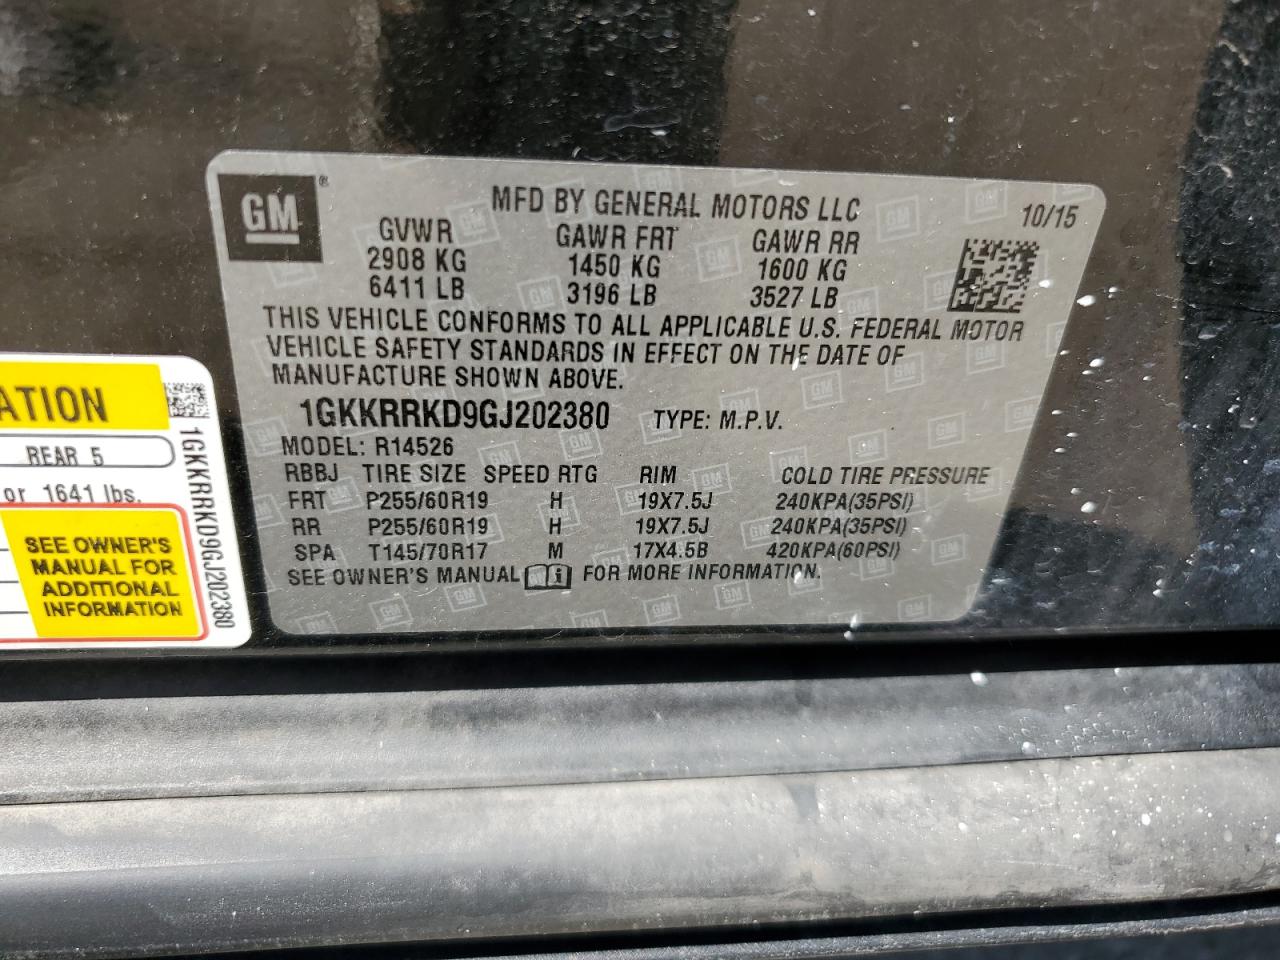 GM
®
MFD BY GENERAL MOTORS LLC
10/15
GVWR GAWR FRT GAWR RR
2908 KG 1450 KG 1600 KG
6411 LB 3196 LB 3527 LB
THIS VEHICLE CONFORMS TO ALL APPLICABLE U.S. FEDERAL MOTOR
VEHICLE SAFETY STANDARDS IN EFFECT ON THE DATE OF
MANUFACTURE SHOWN ABOVE.
1GKKRRKD9GJ202380 TYPE: M.P.V.
MODEL: R14526
RBBJ TIRE SIZE SPEED RTG RIM COLD TIRE PRESSURE
FRT P255/60R19 H 19X7.5J 240KPA(35PSI)
RR P255/60R19 H 19X7.5J 240KPA(35PSI)
SPA T145/70R17 M 17X4.5B 420KPA(60PSI)
SEE OWNER'S MANUAL FOR MORE INFORMATION.
ATION
REAR 5
or 1641 lbs.
SEE OWNER'S
MANUAL FOR
ADDITIONAL
INFORMATION
1GKKRRKD9GJ202380